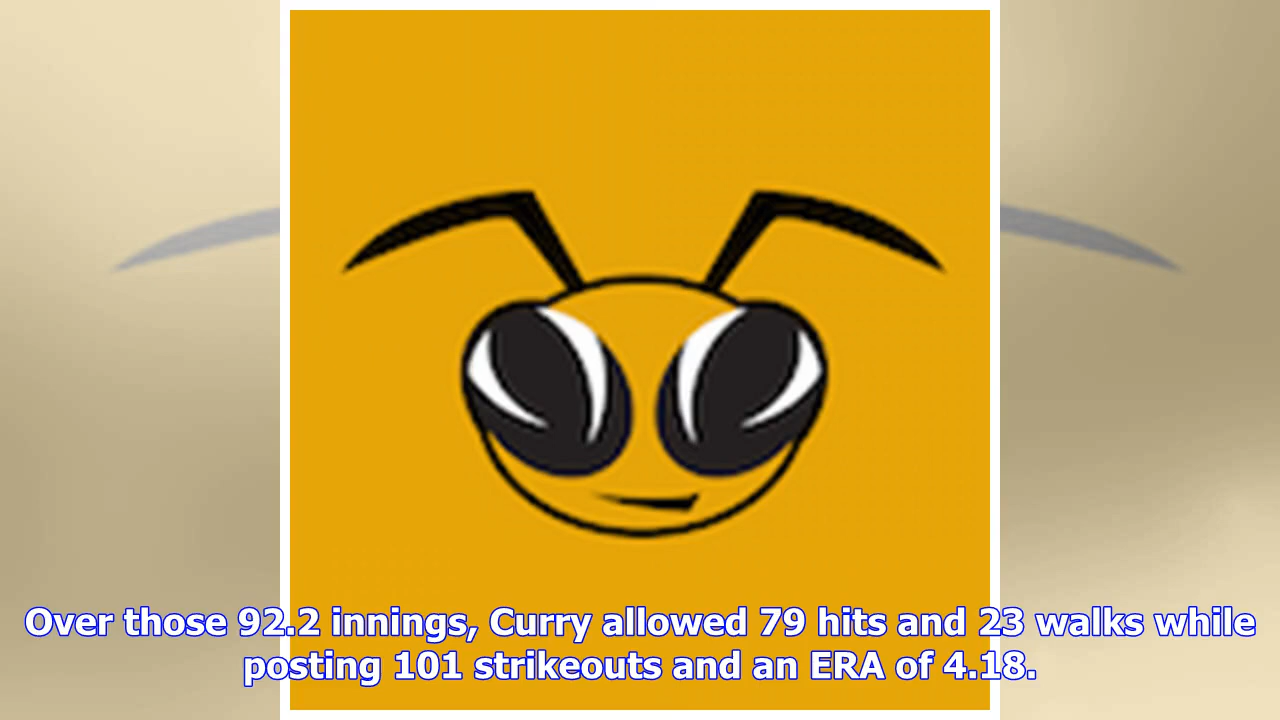 Over those 92.2 innings, Curry allowed 79 hits and 23 walks while
posting 101 strikeouts and an ERA of 4.18.